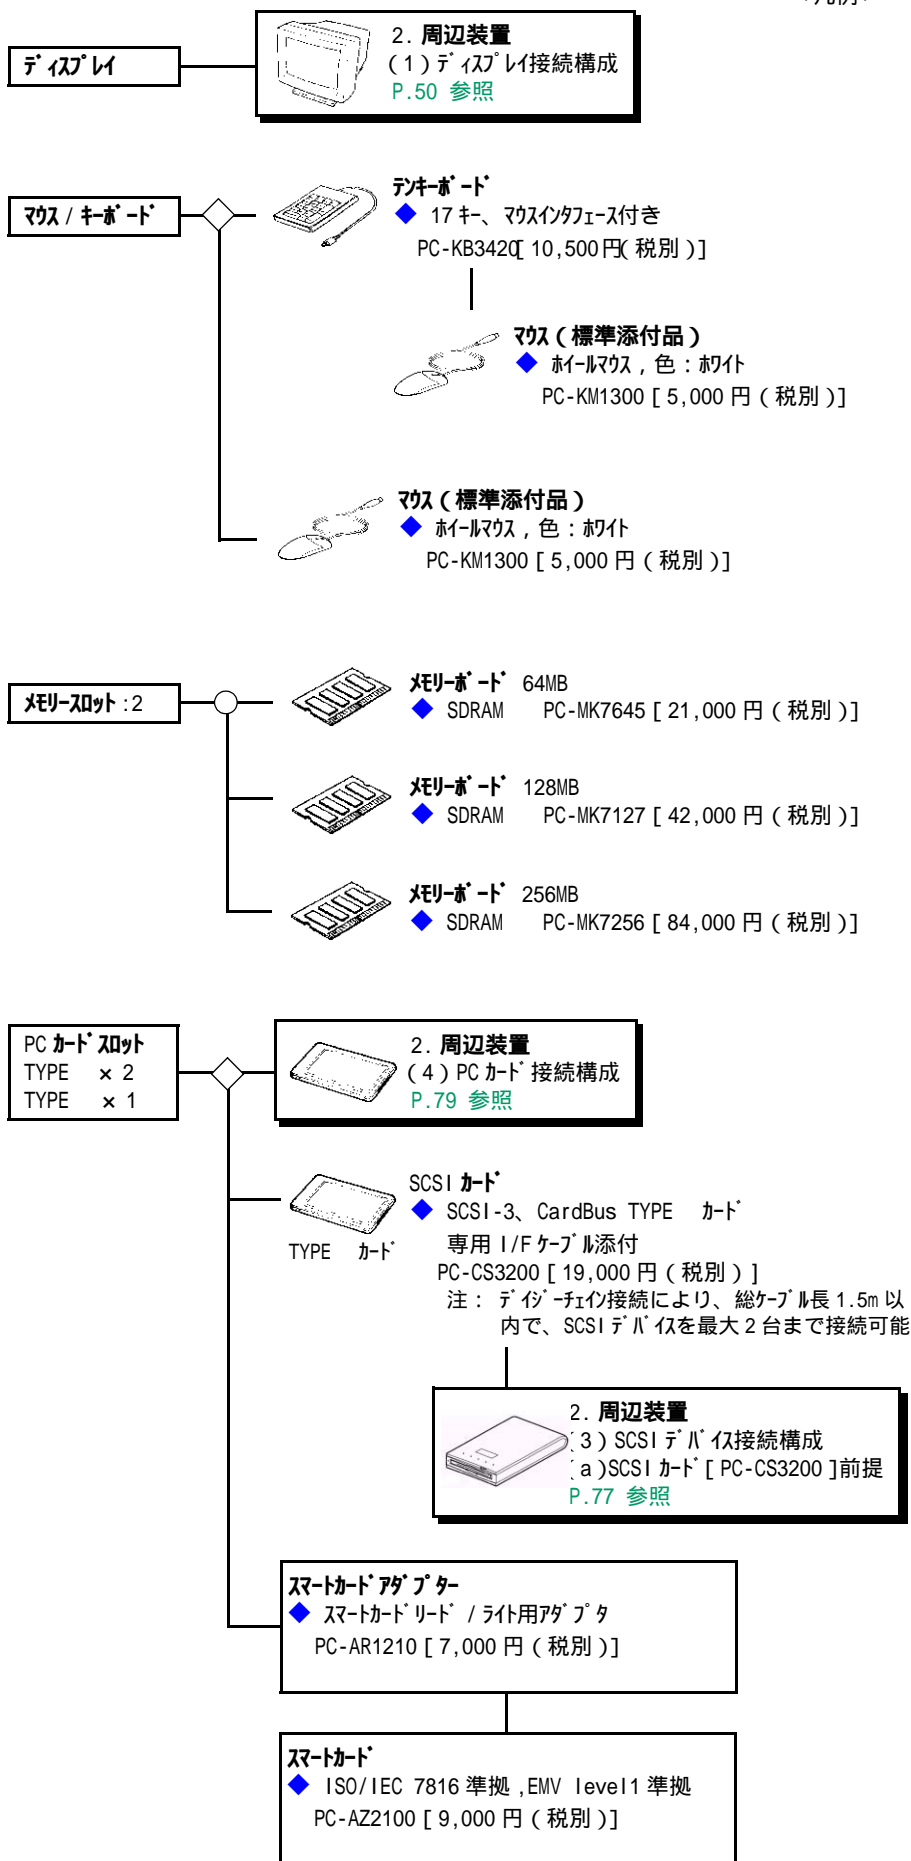 ﾃﾞｨｽﾌﾟﾚｲ
2. 周辺装置
(1)ﾃﾞｨｽﾌﾟﾚｲ接続構成
P.50 参照
ﾏｳｽ / ｷｰﾎﾞｰﾄﾞ
ﾃﾝｷｰﾎﾞｰﾄﾞ
◆ 17 ｷｰ、ﾏｳｽｲﾝﾀﾌｪｰｽ付き
PC-KB3420[ 10,500円(税別)]
ﾏｳｽ(標準添付品)
◆ ﾎｲｰﾙﾏｳｽ,色:ﾎﾜｲﾄ
PC-KM1300 [ 5,000 円(税別)]
ﾏｳｽ(標準添付品)
◆ ﾎｲｰﾙﾏｳｽ,色:ﾎﾜｲﾄ
PC-KM1300 [ 5,000 円(税別)]
ﾒﾓﾘｰｽﾛｯﾄ:2
ﾒﾓﾘｰﾎﾞｰﾄﾞ 64MB
◆ SDRAM PC-MK7645 [ 21,000 円(税別)]
ﾒﾓﾘｰﾎﾞｰﾄﾞ 128MB
◆ SDRAM PC-MK7127 [ 42,000 円(税別)]
ﾒﾓﾘｰﾎﾞｰﾄﾞ 256MB
◆ SDRAM PC-MK7256 [ 84,000 円(税別)]
PC ｶｰﾄﾞｽﾛｯﾄ
TYPE × 2
TYPE × 1
2. 周辺装置
(4)PC ｶｰﾄﾞ接続構成
P.79 参照
SCSI ｶｰﾄﾞ
◆ SCSI-3、CardBus TYPE ｶｰﾄﾞ
TYPE ｶｰﾄﾞ
専用 I/F ｹｰﾌﾞﾙ添付
PC-CS3200 [ 19,000 円(税別)]
注: ﾃﾞｲｼﾞｰﾁｪｲﾝ接続により、総ｹｰﾌﾞﾙ長 1.5m 以
内で、SCSI ﾃﾞﾊﾞｲｽを最大 2 台まで接続可能
2. 周辺装置
(3)SCSI ﾃﾞﾊﾞｲｽ接続構成
(a)SCSI ｶｰﾄﾞ[ PC-CS3200 ]前提
P.77 参照
ｽﾏｰﾄｶｰﾄﾞｱﾀﾞﾌﾟﾀｰ
◆ ｽﾏｰﾄｶｰﾄﾞﾘｰﾄﾞ / ﾗｲﾄ用ｱﾀﾞﾌﾟﾀ
PC-AR1210 [ 7,000 円(税別)]
ｽﾏｰﾄｶｰﾄﾞ
◆ ISO/IEC 7816 準拠 ,EMV level1 準拠
PC-AZ2100 [ 9,000 円(税別)]